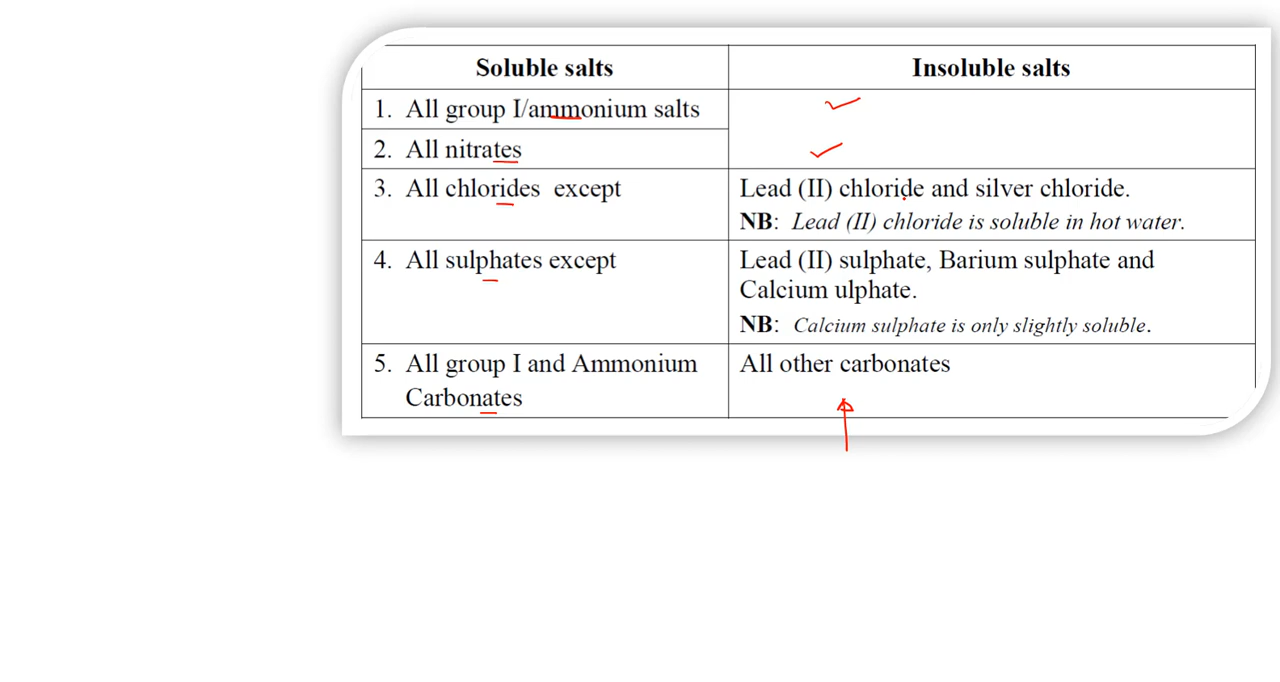 Soluble salts
Insoluble salts
1. All group I/ammonium salts
2. All nitrates
3. All chlorides except
Lead (II) chloride and silver chloride.
NB: Lead (II) chloride is soluble in hot water.
4. All sulphates except
Lead (II) sulphate, Barium sulphate and
Calcium ulphate.
NB: Calcium sulphate is only slightly soluble.
5. All group I and Ammonium
Carbonates
All other carbonates